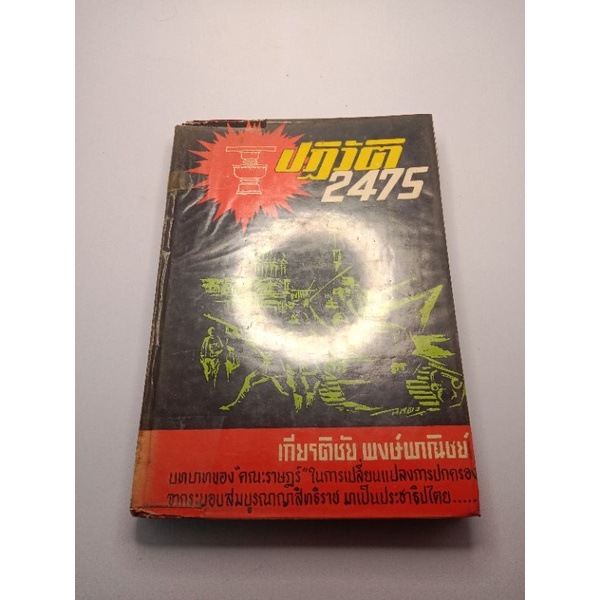 ปฏิวัติ
2475
เกียรติชัย พงษ์พาณิชย์
บทบาทของ "คณะราษฎร์" ในการเปลี่ยนแปลงการปกครอง
จากระบอบสมบูรณาญาสิทธิราช มาเป็นประชาธิปไตย.....